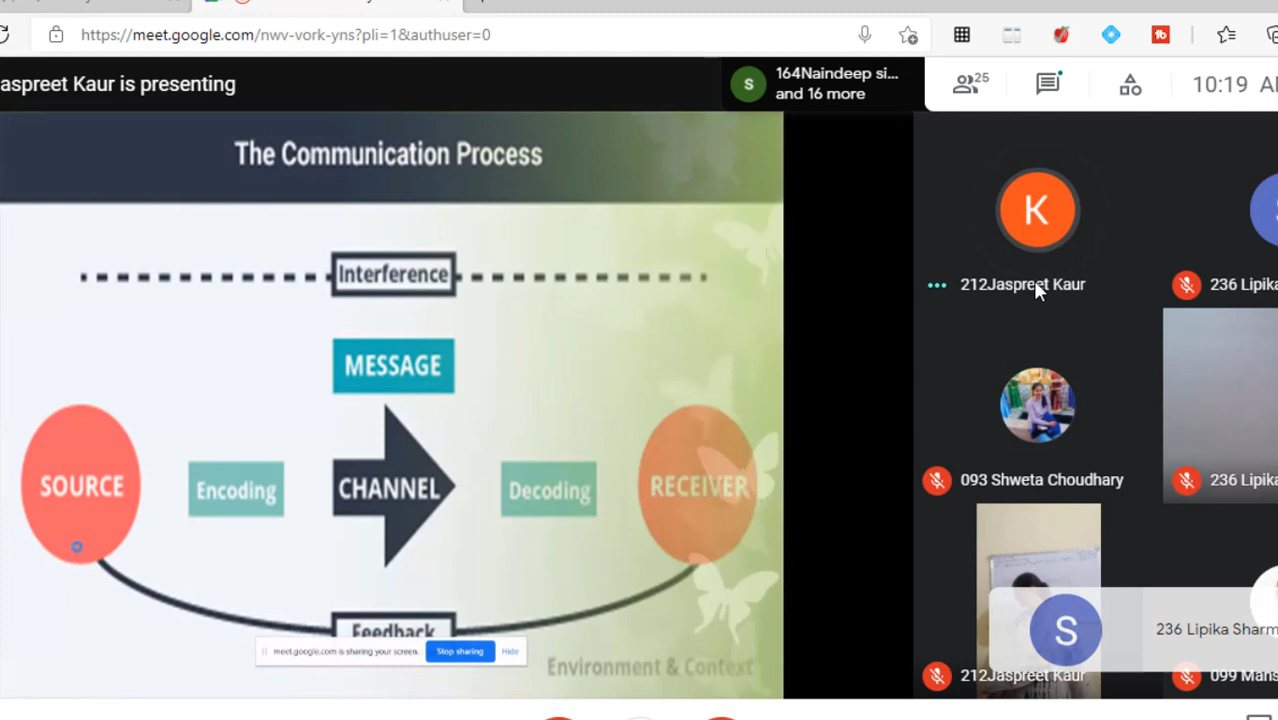 https://meet.google.com/nwv-vork-yns?pli=1&authuser=0
aspreet Kaur is presenting
S
164Naindeep si...
and 16 more
25
10:19
The Communication Process
Interference
MESSAGE
SOURCE
Encoding
CHANNEL
Decoding
RECEIVER
Feedback
meet.google.com is sharing your screen.
Stop sharing
Hide
Environment & Context
K
212Jaspreet Kaur
236 Lipika
093 Shweta Choudhary
236 Lipika
S
236 Lipika Sharm
212Jaspreet Kaur
099 Mans